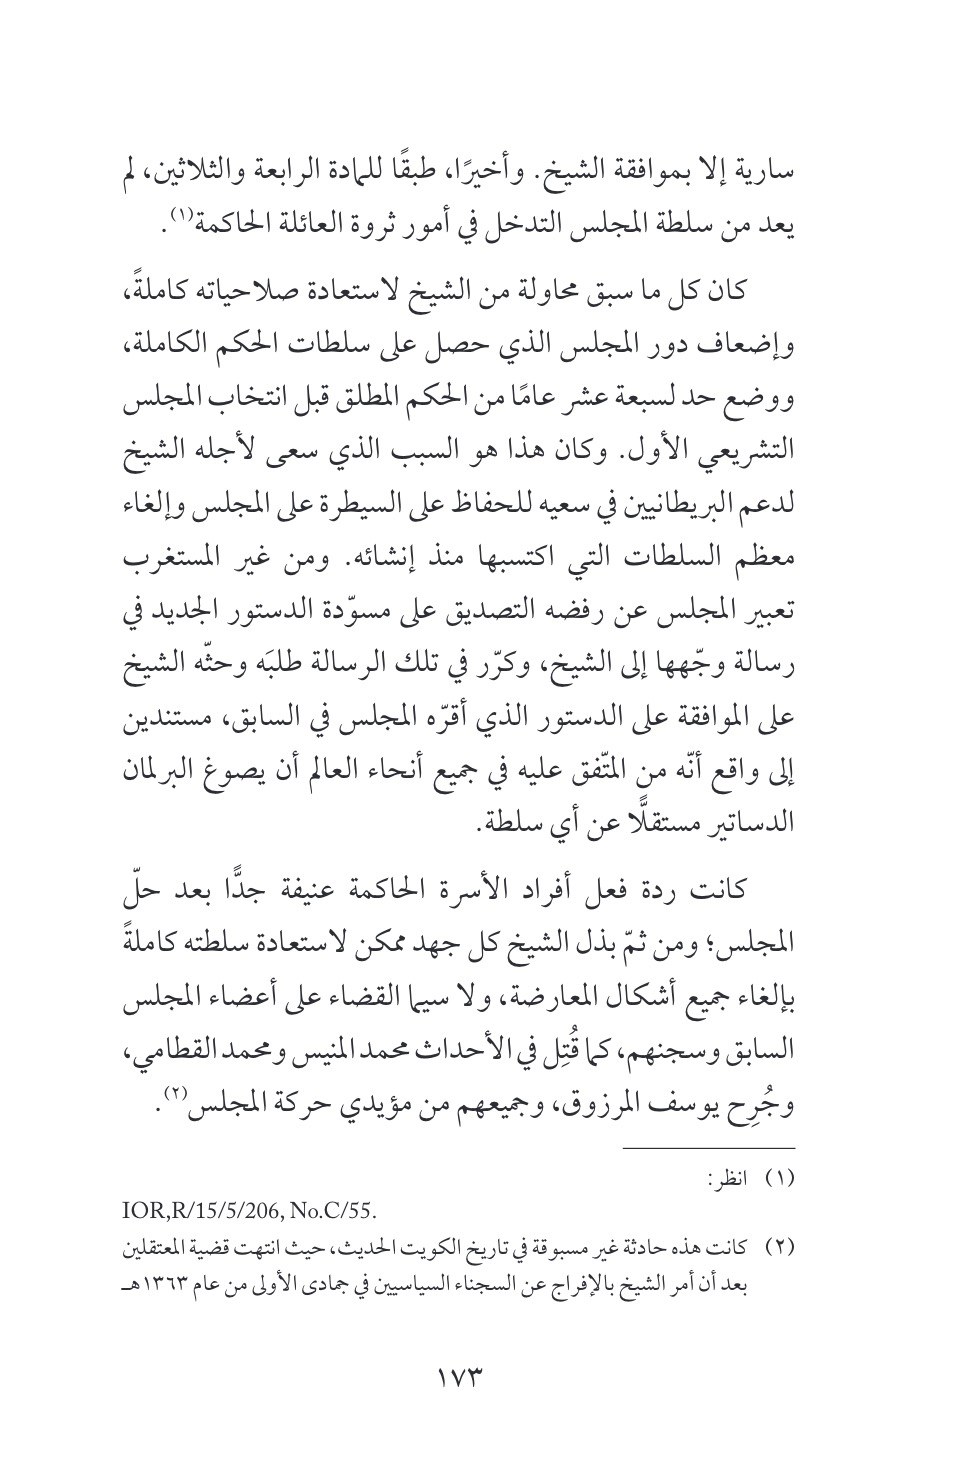 سارية إلا بموافقة الشيخ. وأخيرًا، طبقًا للمادة الرابعة والثلاثين، لم
يعد من سلطة المجلس التدخل في أمور ثروة العائلة الحاكمة(١).
كان كل ما سبق محاولة من الشيخ لاستعادة صلاحياته كاملةً،
وإضعاف دور المجلس الذي حصل على سلطات الحكم الكاملة،
ووضع حد لسبعة عشر عامًا من الحكم المطلق قبل انتخاب المجلس
التشريعي الأول. وكان هذا هو السبب الذي سعى لأجله الشيخ
لدعم البريطانيين في سعيه للحفاظ على السيطرة على المجلس وإلغاء
معظم السلطات التي اكتسبها منذ إنشائه. ومن غير المستغرب
تعبير المجلس عن رفضه التصديق على مسوّدة الدستور الجديد في
رسالة وجّهها إلى الشيخ، وكرّر في تلك الرسالة طلبَه وحثّه الشيخ
على الموافقة على الدستور الذي أقرّه المجلس في السابق، مستندين
إلى واقع أنّه من المتّفق عليه في جميع أنحاء العالم أن يصوغ البرلمان
الدساتير مستقلًّا عن أي سلطة.
كانت ردة فعل أفراد الأسرة الحاكمة عنيفة جدًّا بعد حلّ
المجلس؛ ومن ثمّ بذل الشيخ كل جهد ممكن لاستعادة سلطته كاملةً
بإلغاء جميع أشكال المعارضة، ولا سيما القضاء على أعضاء المجلس
السابق وسجنهم، كما قُتِل في الأحداث محمد المنيس ومحمد القطامي،
وجُرِح يوسف المرزوق، وجميعهم من مؤيدي حركة المجلس(٢).
(١) انظر:
IOR,R/15/5/206, No.C/55.
(٢) كانت هذه حادثة غير مسبوقة في تاريخ الكويت الحديث، حيث انتهت قضية المعتقلين
بعد أن أمر الشيخ بالإفراج عن السجناء السياسيين في جمادى الأولى من عام ١٣٦٣هـ
١٧٣